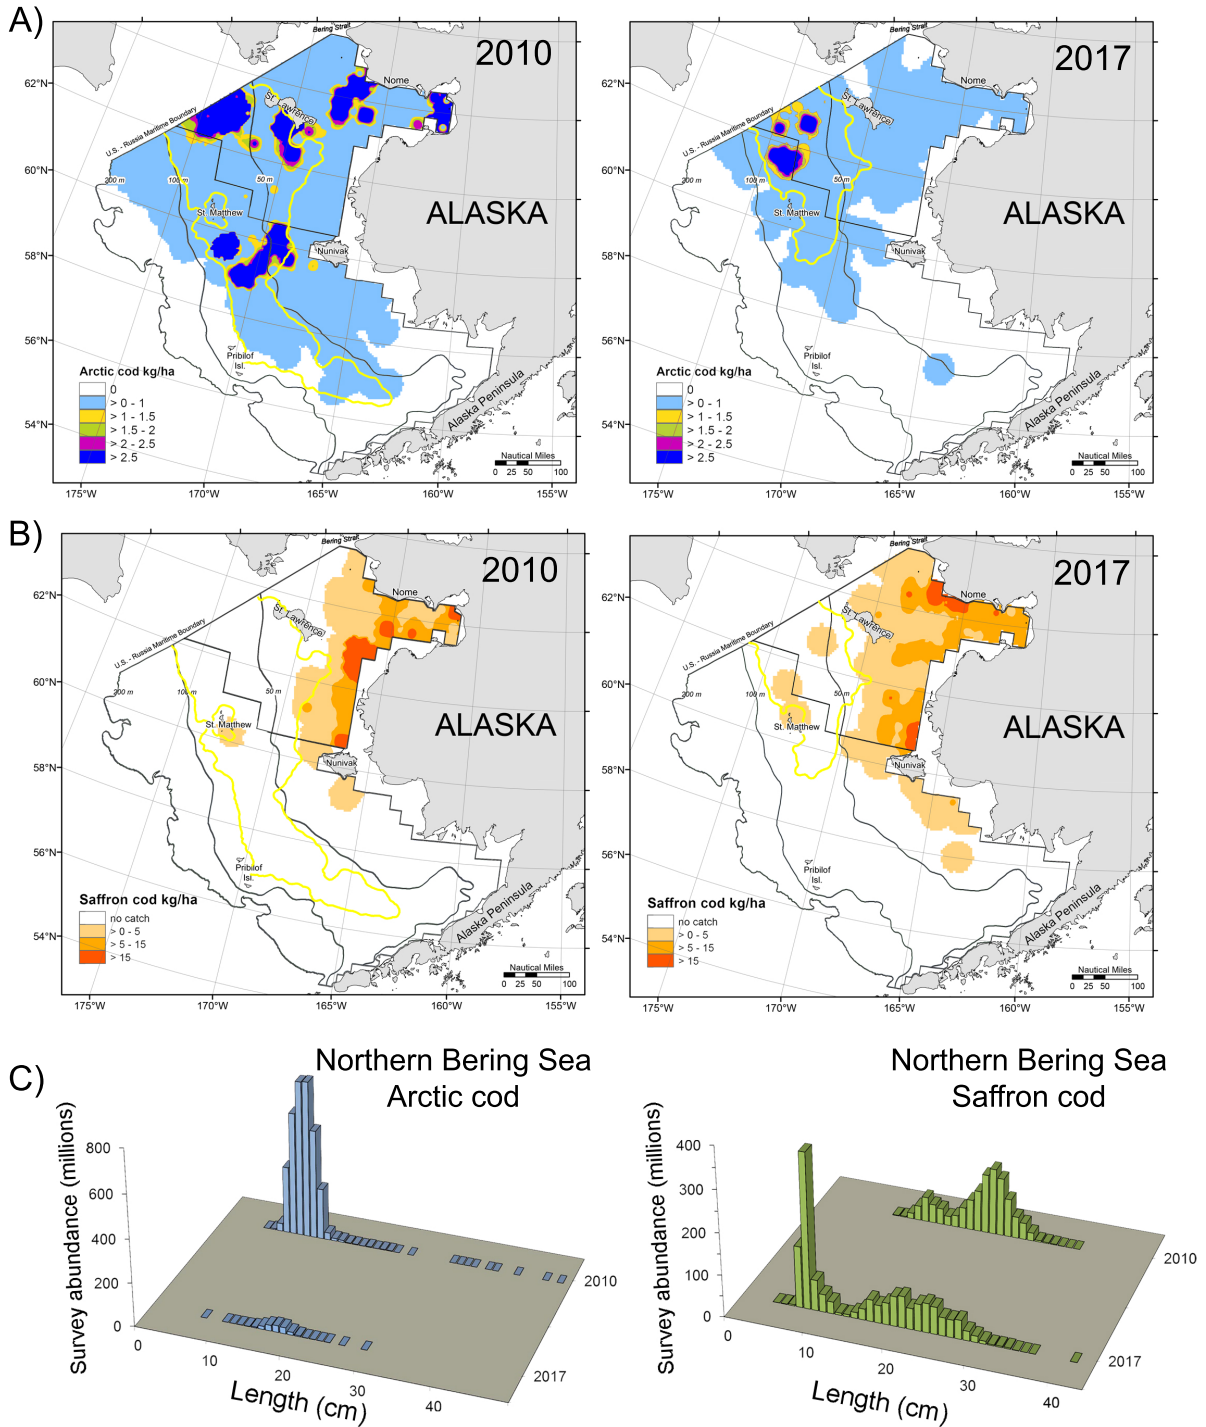 A)
Bering Strait
2010
62°N
60°N
58°N
56°N
54°N
U.S. - Russia Maritime Boundary
Nome
St. Lawrence
200 m
100 m
50 m
St. Matthew
ALASKA
Nunivak
Pribilof
Isl.
Alaska Peninsula
Arctic cod kg/ha
0
> 0 - 1
> 1 - 1.5
> 1.5 - 2
> 2 - 2.5
> 2.5
Nautical Miles
0 25 50 100
175°W 170°W 165°W 160°W 155°W
Bering Strait
2017
62°N
60°N
58°N
56°N
54°N
U.S. - Russia Maritime Boundary
Nome
St. Lawrence
200 m
100 m
50 m
St. Matthew
ALASKA
Nunivak
Pribilof
Isl.
Alaska Peninsula
Arctic cod kg/ha
0
> 0 - 1
> 1 - 1.5
> 1.5 - 2
> 2 - 2.5
> 2.5
Nautical Miles
0 25 50 100
175°W 170°W 165°W 160°W 155°W
B)
Bering Strait
2010
62°N
60°N
58°N
56°N
54°N
U.S. - Russia Maritime Boundary
Nome
St. Lawrence
200 m
100 m
50 m
St. Matthew
ALASKA
Nunivak
Pribilof
Isl.
Alaska Peninsula
Saffron cod kg/ha
no catch
> 0 - 5
> 5 - 15
> 15
Nautical Miles
0 25 50 100
175°W 170°W 165°W 160°W 155°W
Bering Strait
2017
62°N
60°N
58°N
56°N
54°N
U.S. - Russia Maritime Boundary
Nome
St. Lawrence
200 m
100 m
50 m
St. Matthew
ALASKA
Nunivak
Pribilof
Isl.
Alaska Peninsula
Saffron cod kg/ha
no catch
> 0 - 5
> 5 - 15
> 15
Nautical Miles
0 25 50 100
175°W 170°W 165°W 160°W 155°W
C)
Northern Bering Sea
Arctic cod
Survey abundance (millions)
800
600
400
200
0
0
10
20
30
40
Length (cm)
2010
2017
Northern Bering Sea
Saffron cod
Survey abundance (millions)
400
300
200
100
0
0
10
20
30
40
Length (cm)
2010
2017